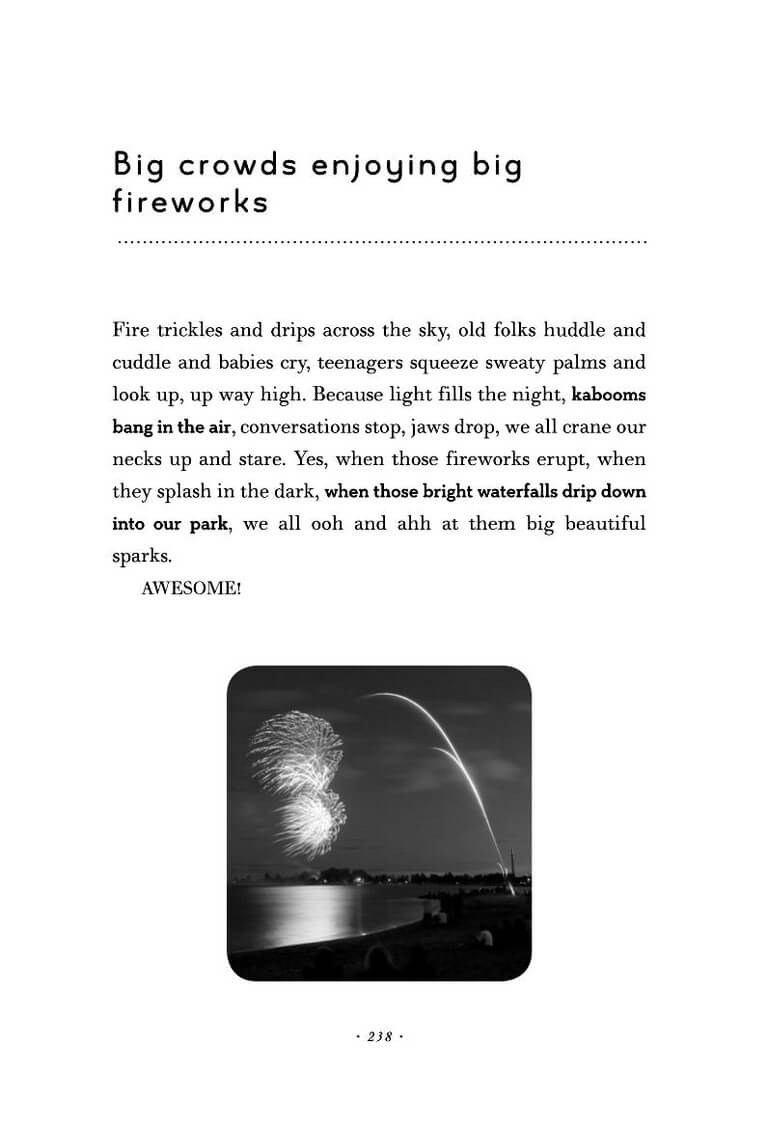 Big crowds enjoying big
fireworks
Fire trickles and drips across the sky, old folks huddle and
cuddle and babies cry, teenagers squeeze sweaty palms and
look up, up way high. Because light fills the night, kabooms
bang in the air, conversations stop, jaws drop, we all crane our
necks up and stare. Yes, when those fireworks erupt, when
they splash in the dark, when those bright waterfalls drip down
into our park, we all ooh and ahh at them big beautiful
sparks.
AWESOME!
· 238 ·